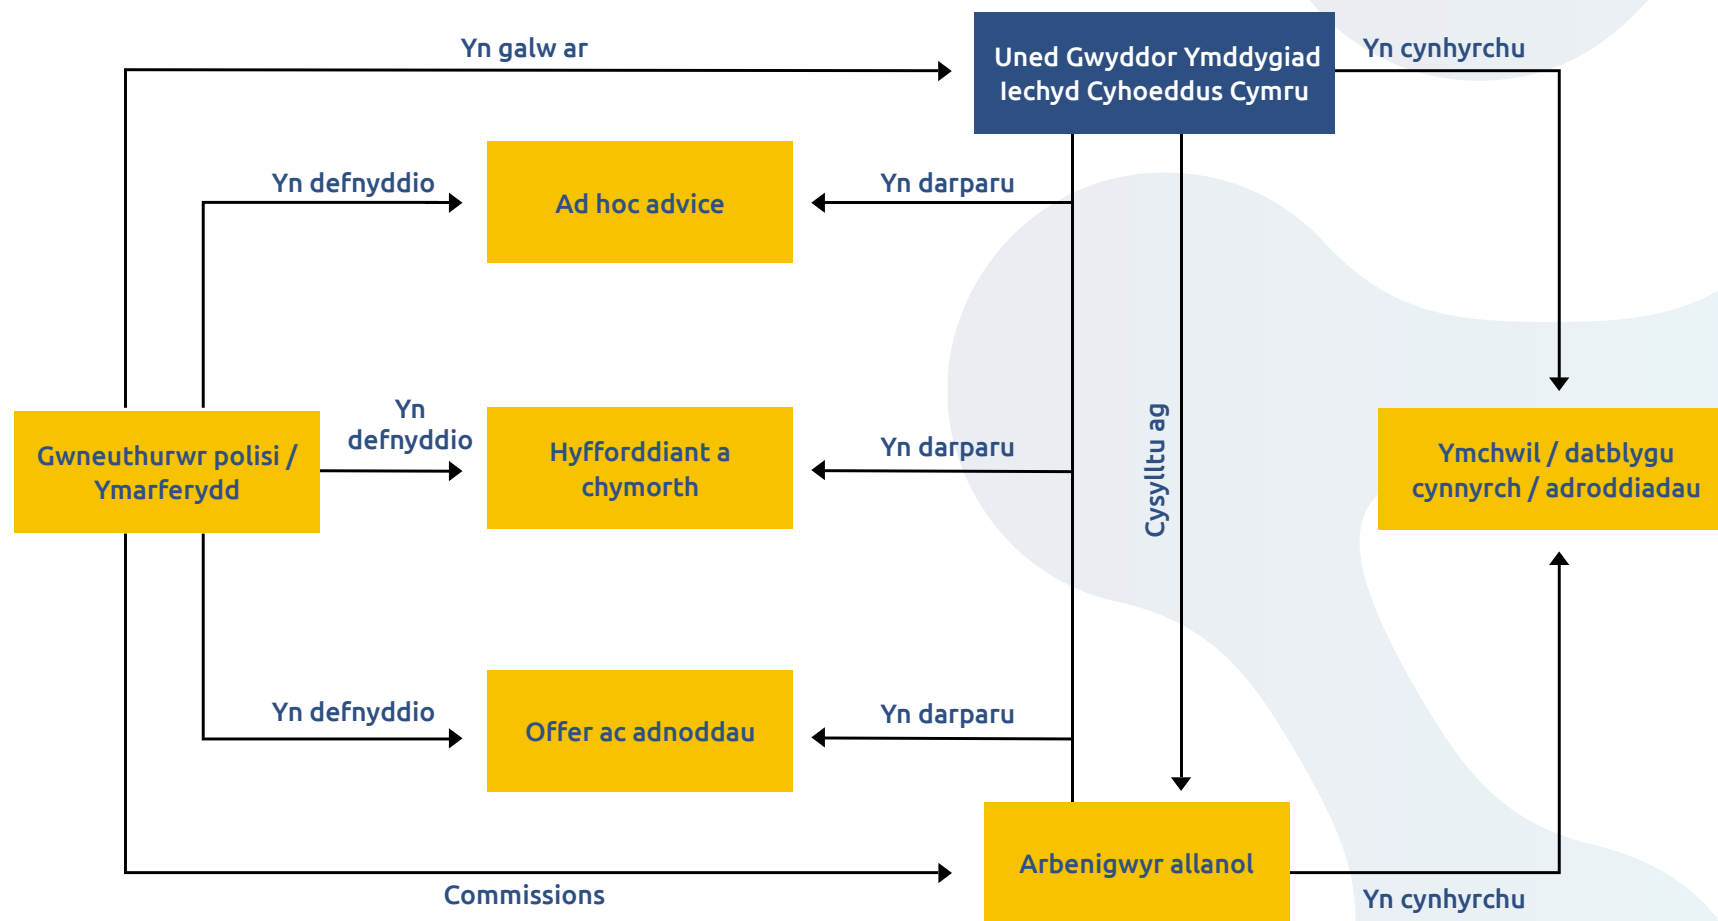 Yn galw ar
Uned Gwyddor Ymddygiad
Iechyd Cyhoeddus Cymru
Yn cynhyrchu
Yn defnyddio
Ad hoc advice
Yn darparu
Gwneuthurwr polisi /
Ymarferydd
Yn
defnyddio
Hyfforddiant a
chymorth
Yn darparu
Cysylltu ag
Ymchwil / datblygu
cynnyrch / adroddiadau
Yn defnyddio
Offer ac adnoddau
Yn darparu
Commissions
Arbenigwyr allanol
Yn cynhyrchu